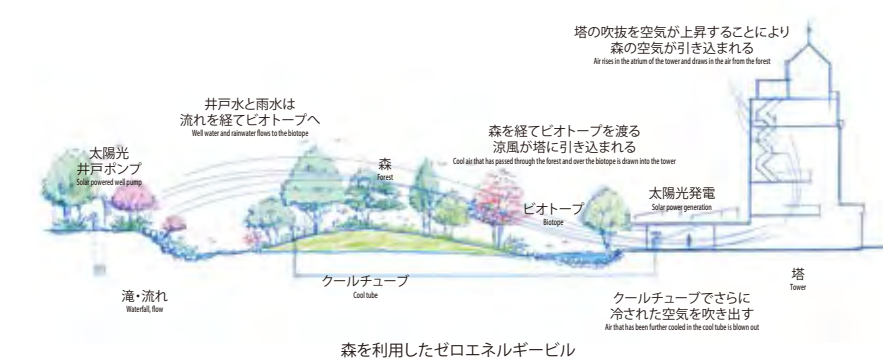 塔の吹抜を空気が上昇することにより
森の空気が引き込まれる
Air rises in the atrium of the tower and draws in the air from the forest
井戸水と雨水は
流れを経てビオトープへ
Well water and rainwater flows to the biotope
森を経てビオトープを渡る
涼風が塔に引き込まれる
Cool air that has passed through the forest and over the biotope is drawn into the tower
太陽光
井戸ポンプ
Solar powered well pump
森
Forest
ビオトープ
Biotope
太陽光発電
Solar power generation
滝・流れ
Waterfall, flow
クールチューブ
Cool tube
塔
Tower
クールチューブでさらに
冷された空気を吹き出す
Air that has been further cooled in the cool tube is blown out
森を利用したゼロエネルギービル